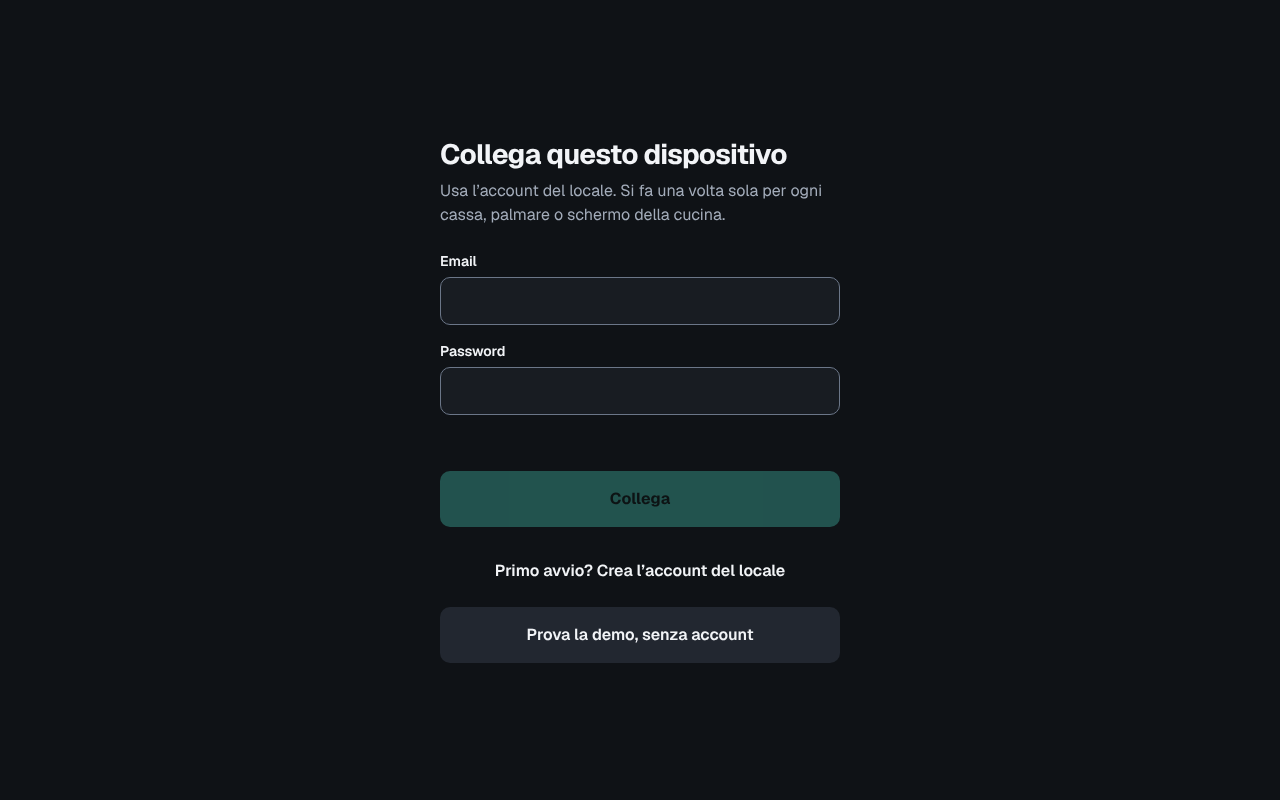 Collega questo dispositivo
Usa l’account del locale. Si fa una volta sola per ogni
cassa, palmare o schermo della cucina.
Email
Password
Collega
Primo avvio? Crea l’account del locale
Prova la demo, senza account